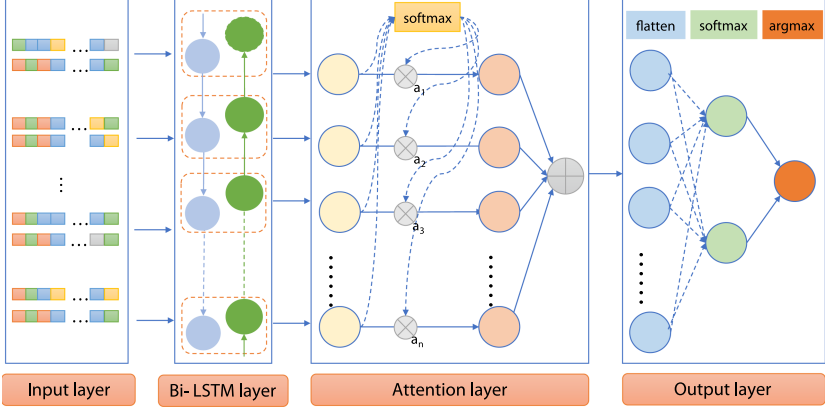 softmax
flatten
softmax
argmax
a1
a2
a3
an
Input layer
Bi- LSTM layer
Attention layer
Output layer